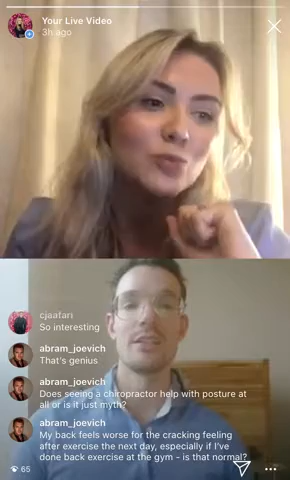 Your Live Video
3h ago
cjaafari
So interesting
abram_joevich
That's genius
abram_joevich
Does seeing a chiropractor help with posture at
all or is it just myth?
abram_joevich
My back feels worse for the cracking feeling
after exercise the next day, especially if I've
done back exercise at the gym - is that normal?
65